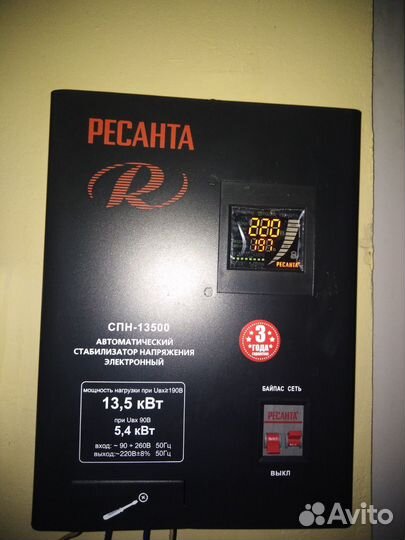 РЕСАНТА
R
888
197
РЕСАНТА
СПН-13500
АВТОМАТИЧЕСКИЙ
СТАБИЛИЗАТОР НАПРЯЖЕНИЯ
ЭЛЕКТРОННЫЙ
3
*ГОДА*
гарантии
мощность нагрузки при Uвх≥190В
13,5 кВт
при Uвх 90В
5,4 кВт
вход: ~ 90 ÷ 260В 50Гц
выход:~220В±8% 50Гц
БАЙПАС СЕТЬ
РЕСАНТА
ВЫКЛ
Avito